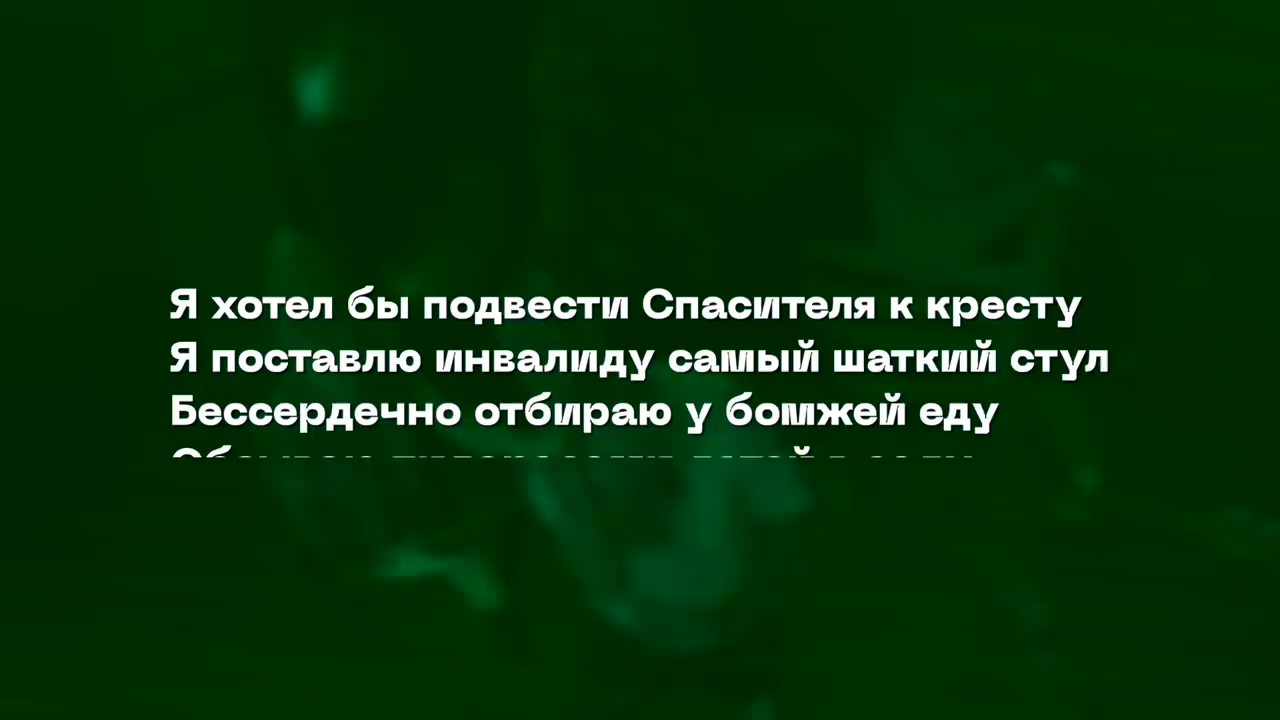 Я хотел бы подвести Спасителя к кресту
Я поставлю инвалиду самый шаткий стул
Бессердечно отбираю у бомжей еду